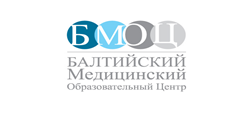 БМОЦ
БАЛТИЙСКИЙ
Медицинский
Образовательный Центр